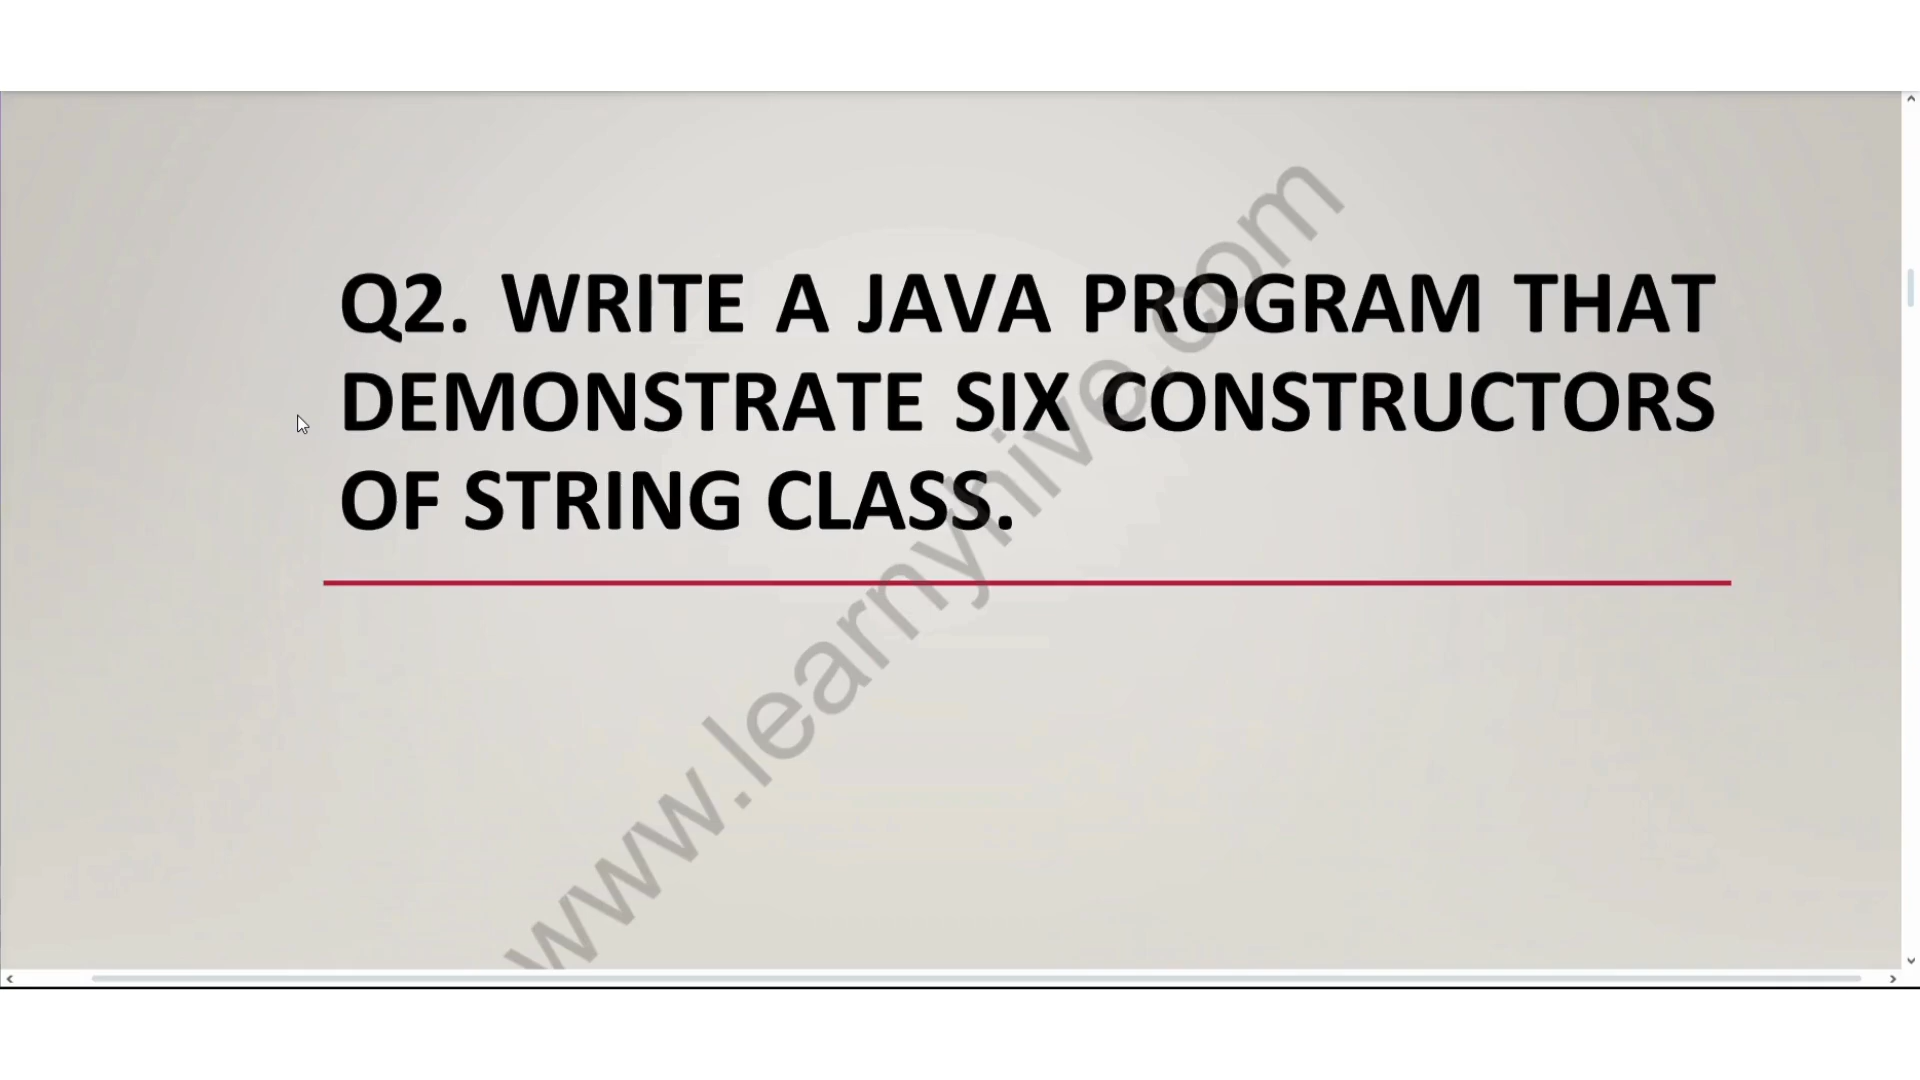 Q2. WRITE A JAVA PROGRAM THAT
DEMONSTRATE SIX CONSTRUCTORS
OF STRING CLASS.
www.learnyhive.com